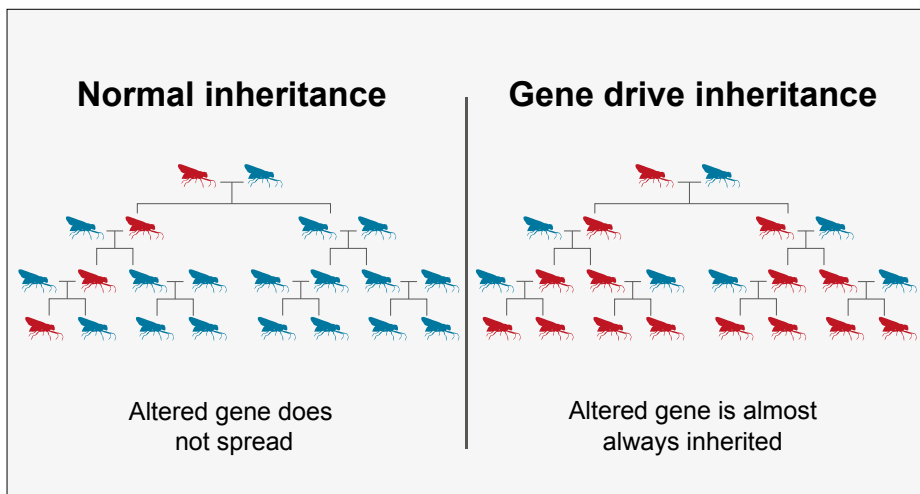 Normal inheritance
Gene drive inheritance
Altered gene does
not spread
Altered gene is almost
always inherited